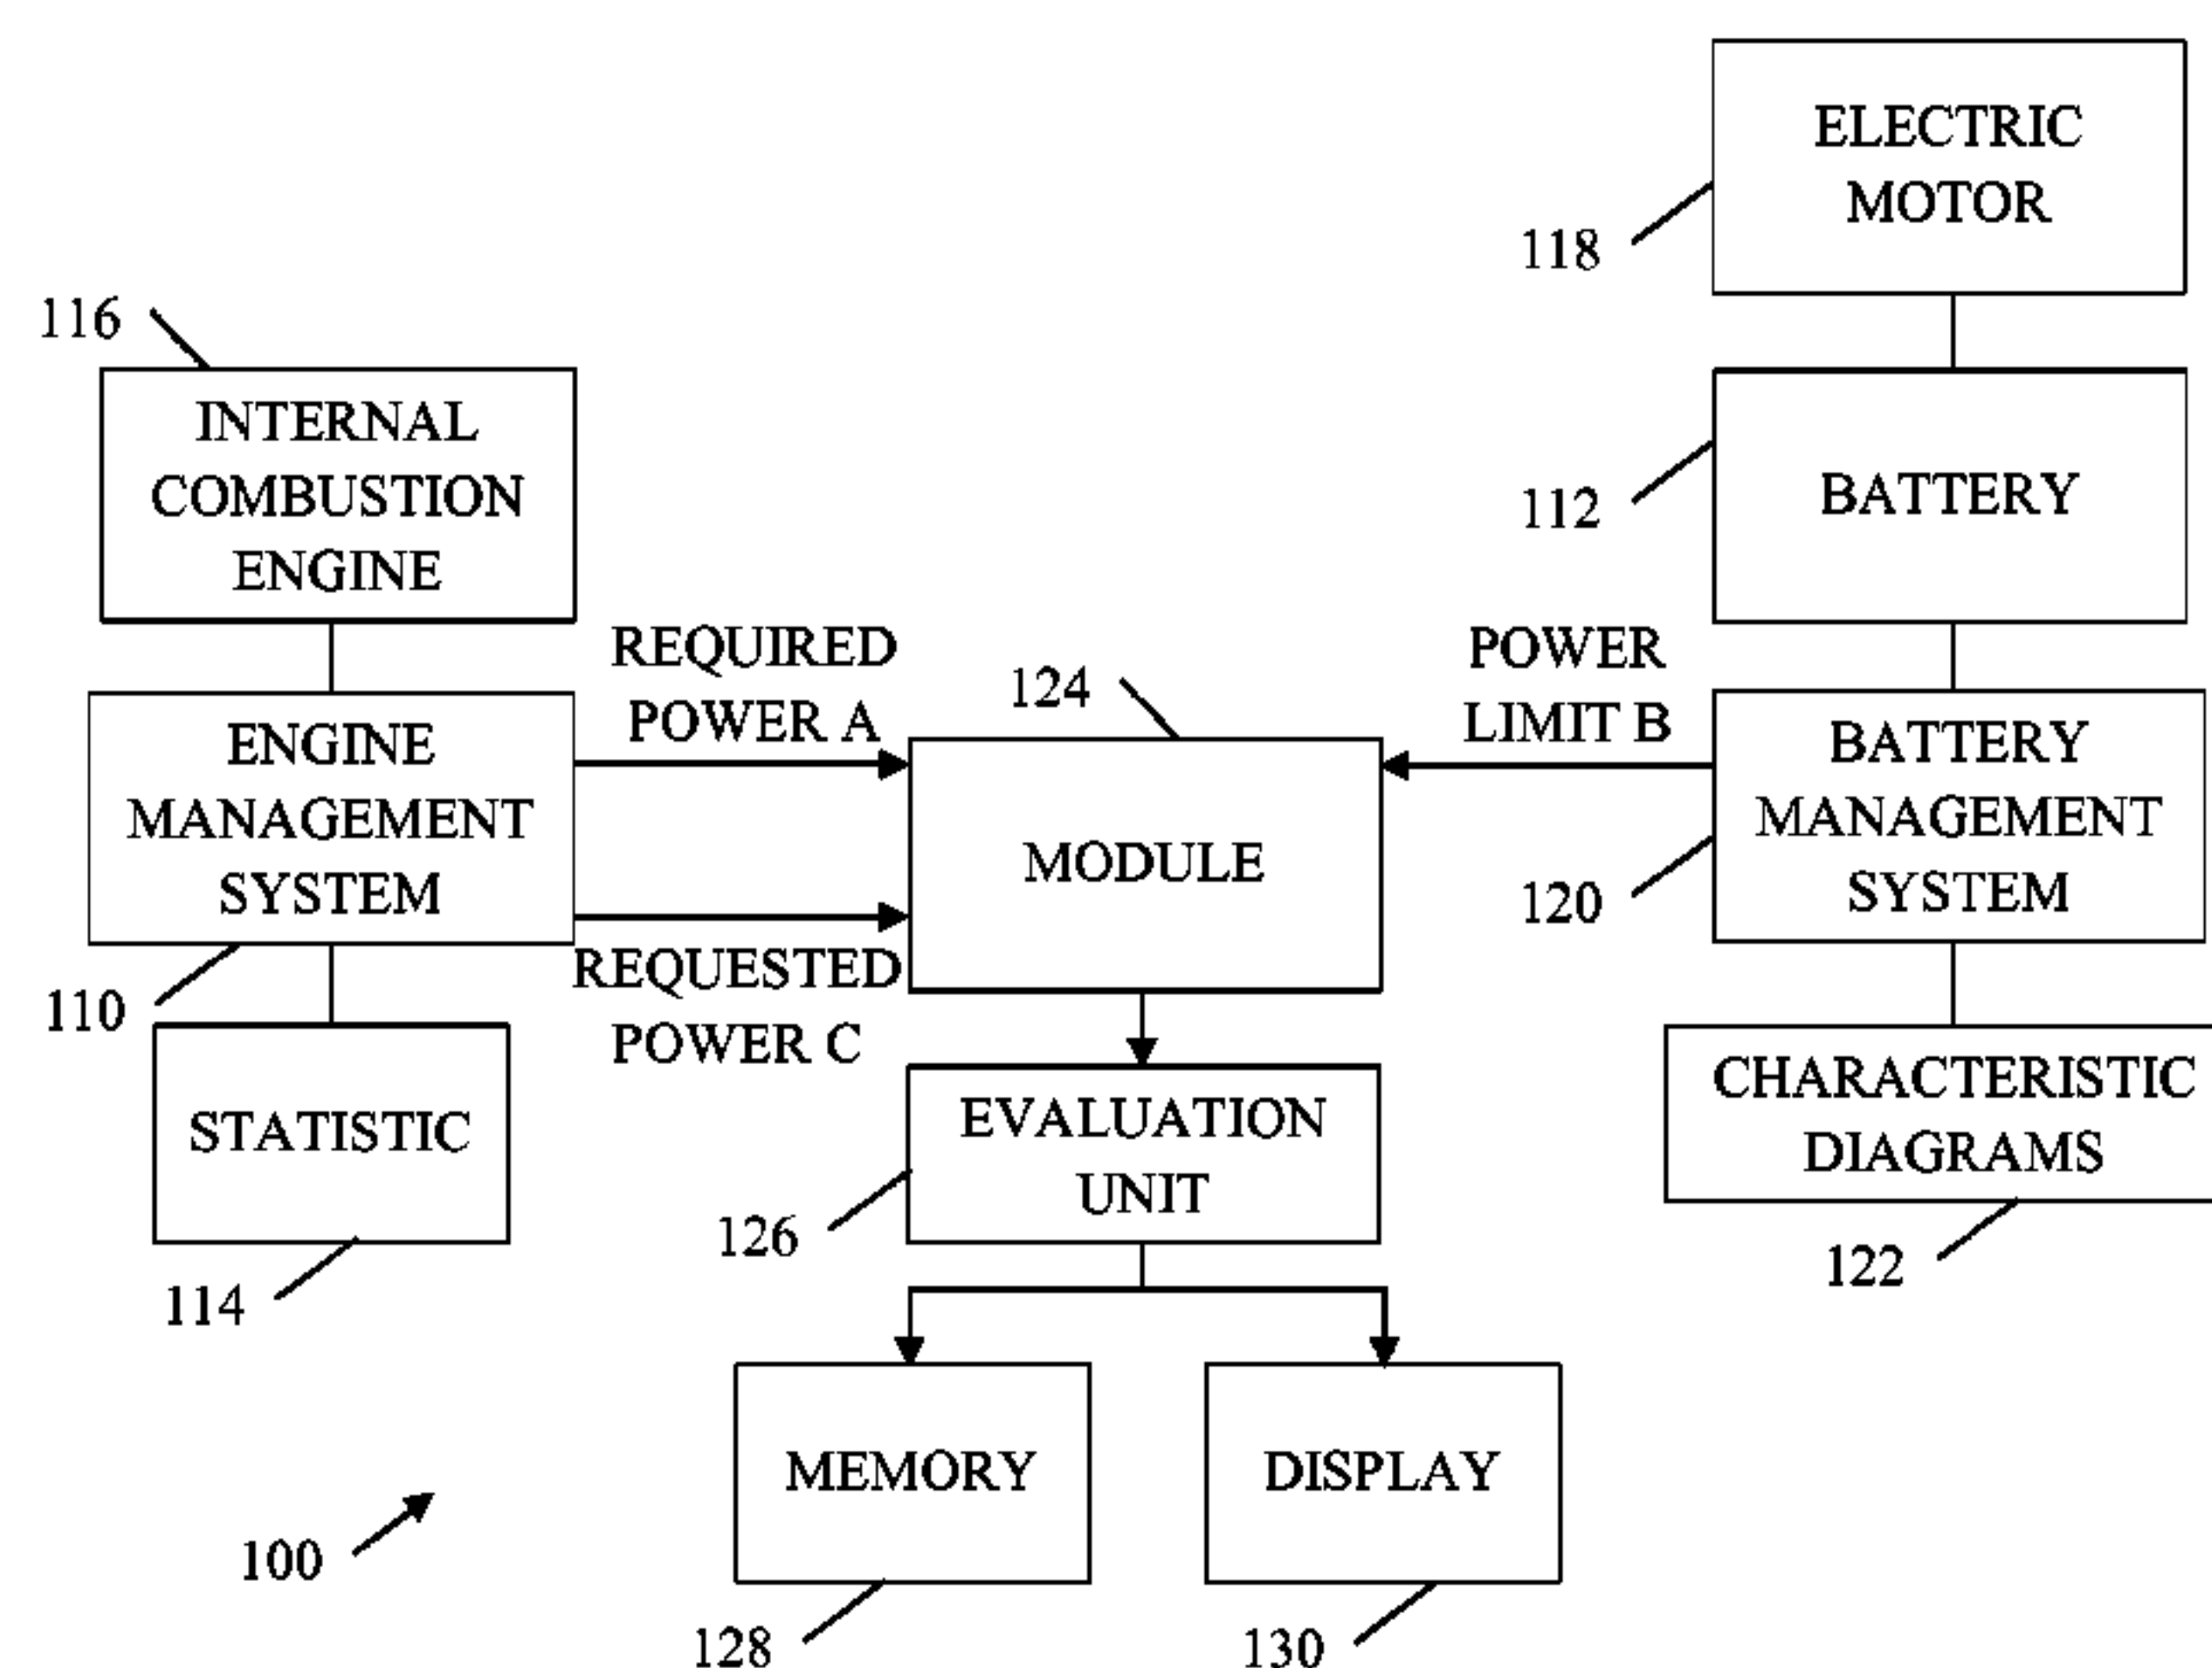 ELECTRIC
MOTOR
118
116
INTERNAL
COMBUSTION
ENGINE
112
BATTERY
REQUIRED
POWER A
124
POWER
LIMIT B
ENGINE
MANAGEMENT
SYSTEM
MODULE
BATTERY
MANAGEMENT
SYSTEM
120
110
REQUESTED
POWER C
STATISTIC
114
EVALUATION
UNIT
126
CHARACTERISTIC
DIAGRAMS
122
MEMORY
DISPLAY
100
128
130